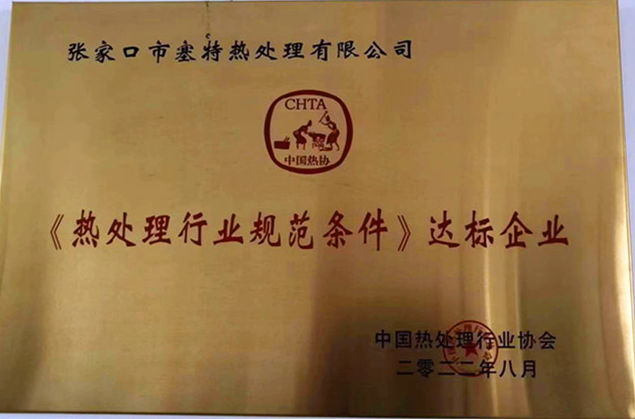 张家口市塞特热处理有限公司
CHTA
中国热协
《热处理行业规范条件》达标企业
中国热处理行业协会
二零二二年八月